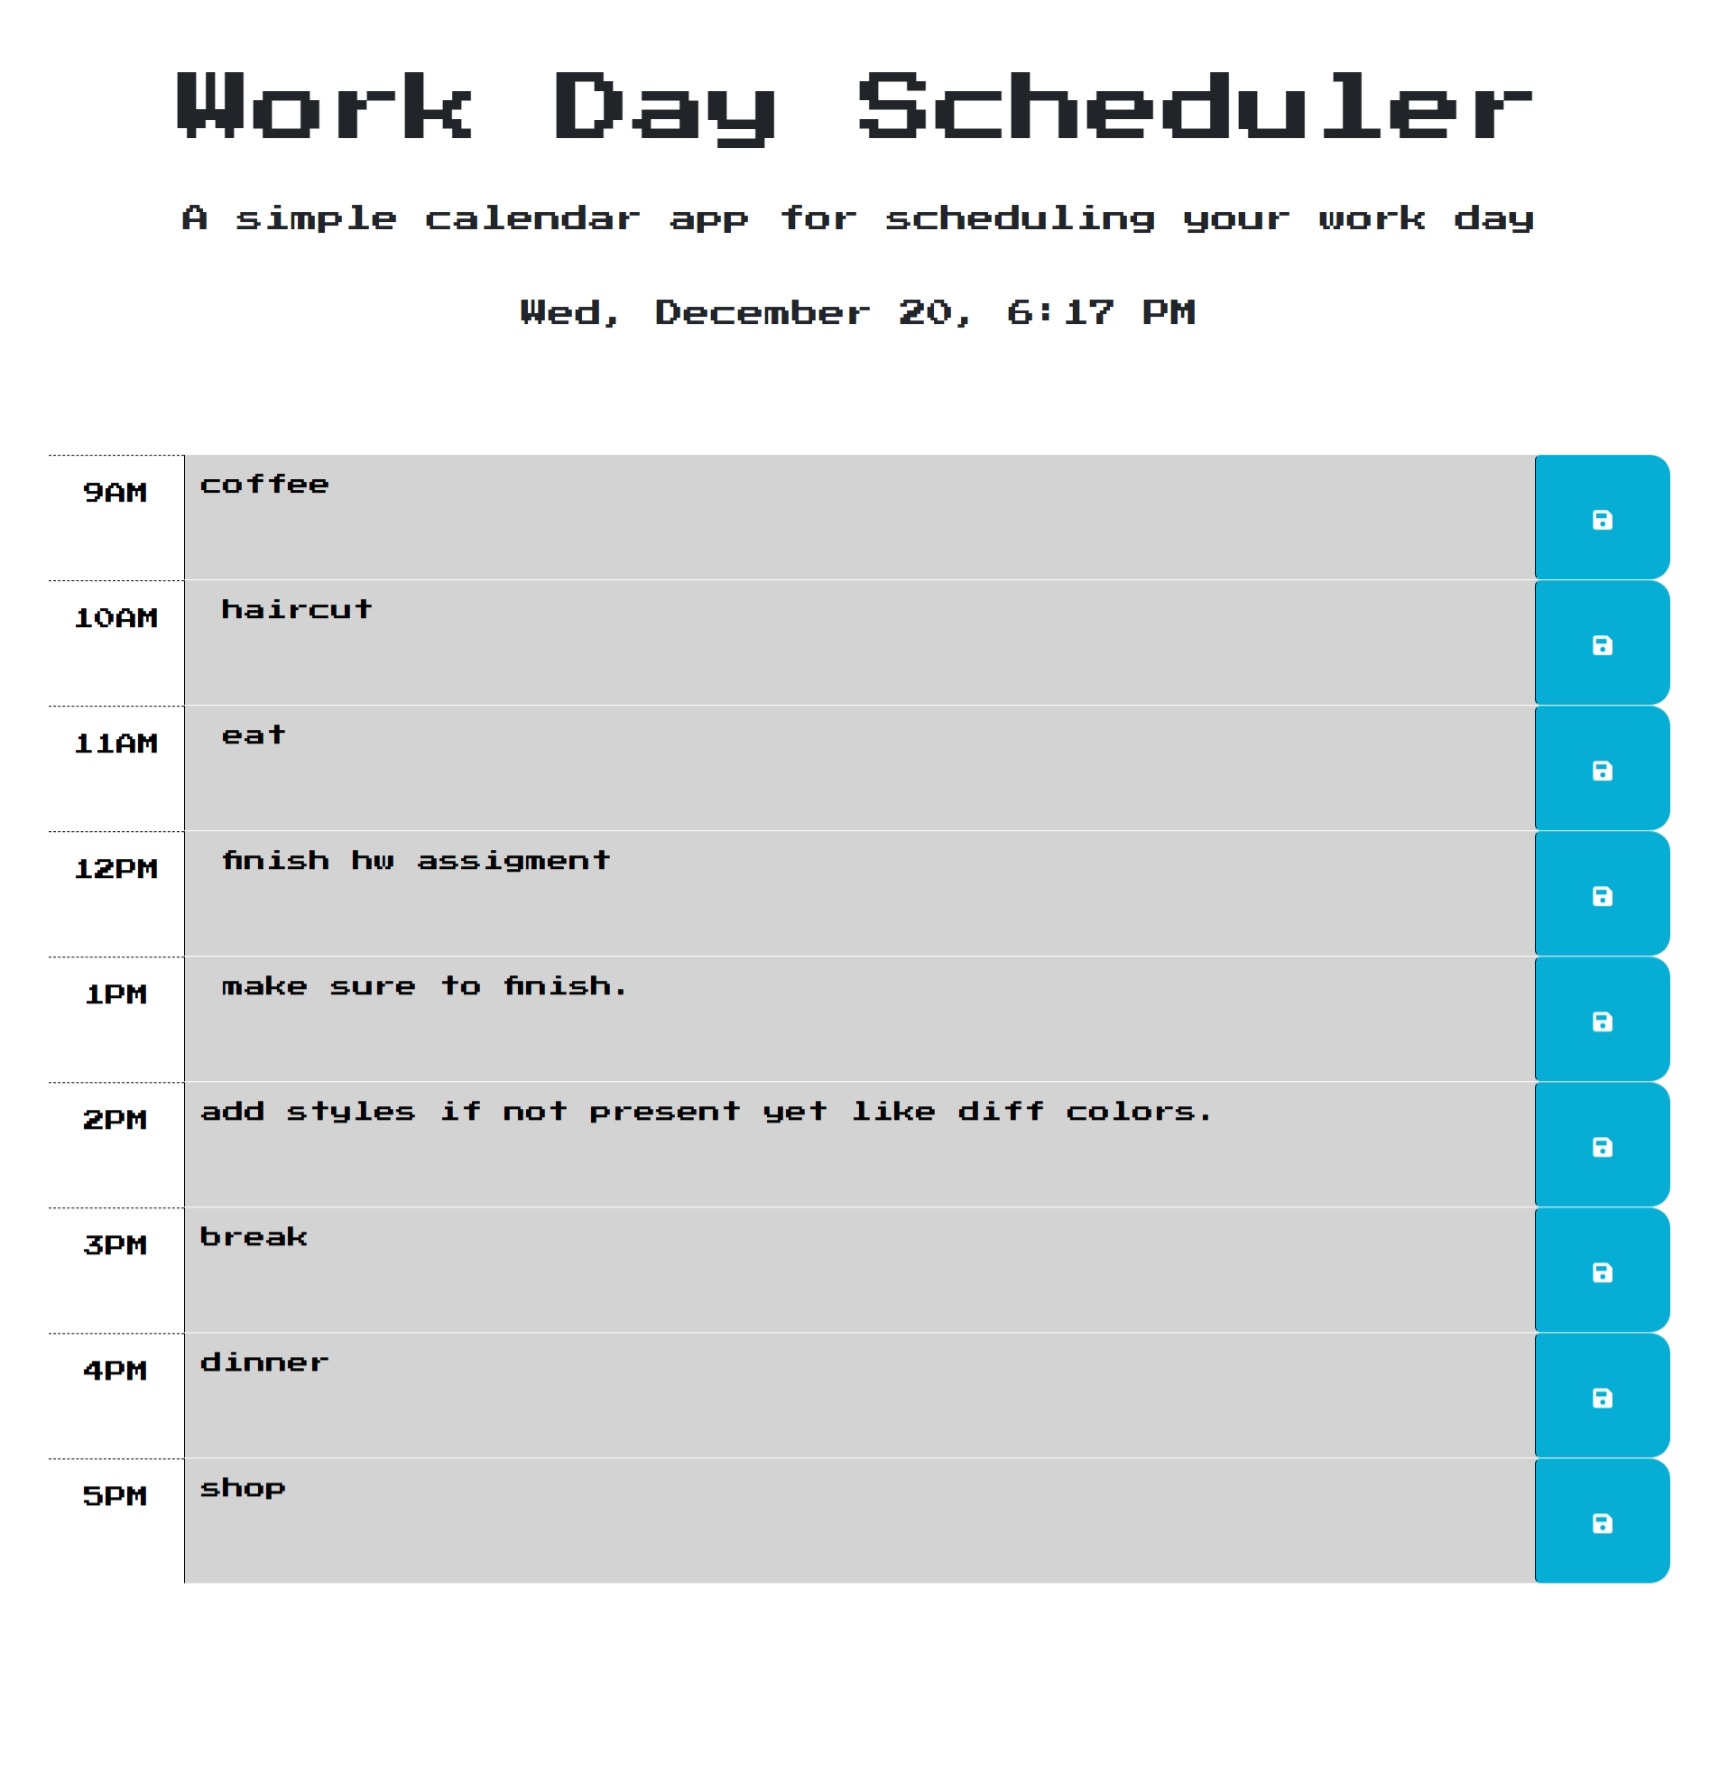 Work Day Scheduler
A simple calendar app for scheduling your work day
Wed, December 20, 6:17 PM
9AM coffee
10AM haircut
11AM eat
12PM finish hw assigment
1PM make sure to finish.
2PM add styles if not present yet like diff colors.
3PM break
4PM dinner
5PM shop